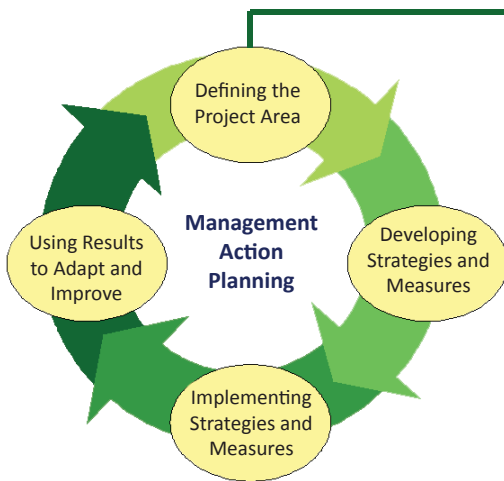 Defining the
Project Area
Management
Action
Planning
Developing
Strategies and
Measures
Implementing
Strategies and
Measures
Using Results
to Adapt and
Improve